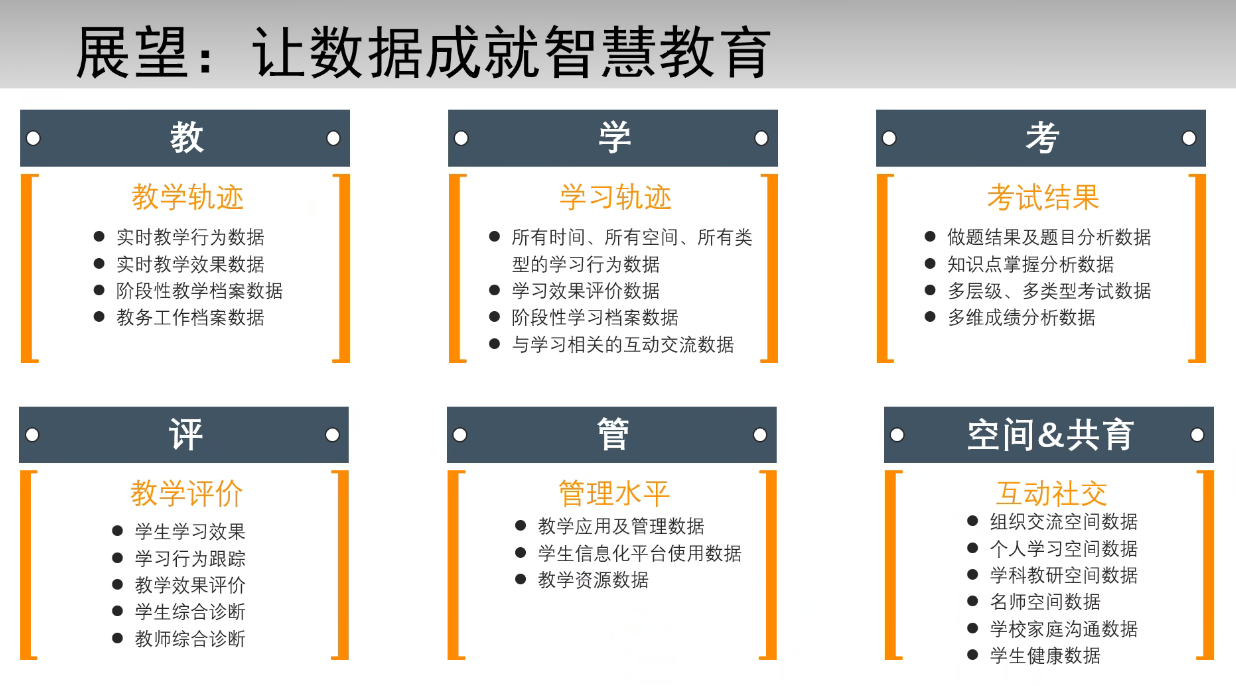 展望：让数据成就智慧教育
教
教学轨迹
实时教学行为数据
实时教学效果数据
阶段性教学档案数据
教务工作档案数据
学
学习轨迹
所有时间、所有空间、所有类
型的学习行为数据
学习效果评价数据
阶段性学习档案数据
与学习相关的互动交流数据
考
考试结果
做题结果及题目分析数据
知识点掌握分析数据
多层级、多类型考试数据
多维成绩分析数据
评
教学评价
学生学习效果
学习行为跟踪
教学效果评价
学生综合诊断
教师综合诊断
管
管理水平
教学应用及管理数据
学生信息化平台使用数据
教学资源数据
空间&共育
互动社交
组织交流空间数据
个人学习空间数据
学科教研空间数据
名师空间数据
学校家庭沟通数据
学生健康数据